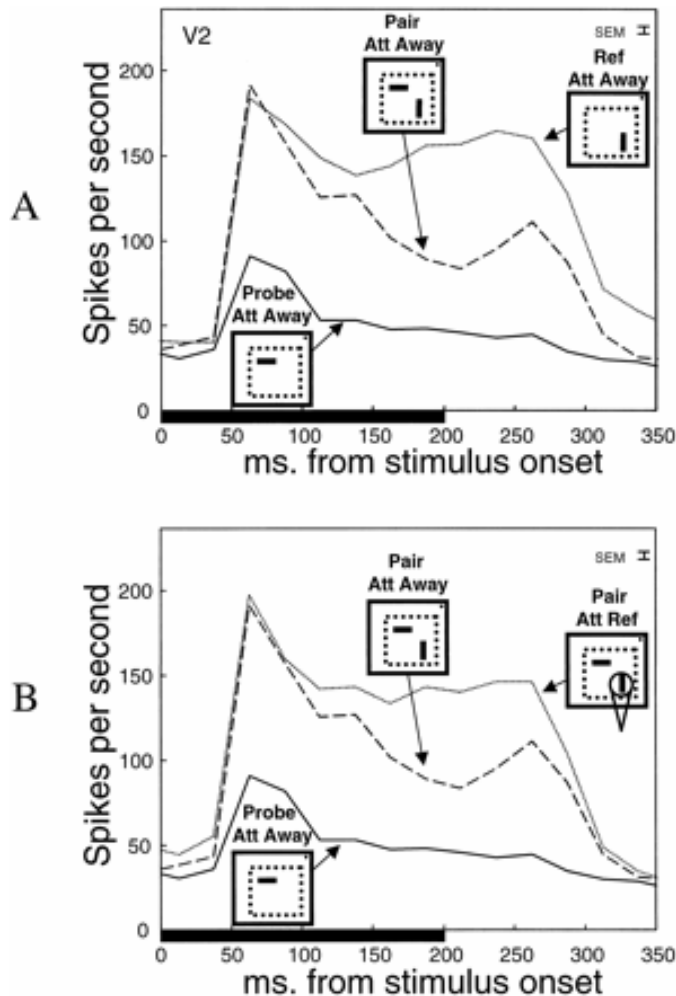 A
V2
Pair
Att Away
SEM
Ref
Att Away
Probe
Att Away
Spikes per second
200
150
100
50
0
0 50 100 150 200 250 300 350
ms. from stimulus onset
B
Pair
Att Away
SEM
Pair
Att Ref
Probe
Att Away
Spikes per second
200
150
100
50
0
0 50 100 150 200 250 300 350
ms. from stimulus onset